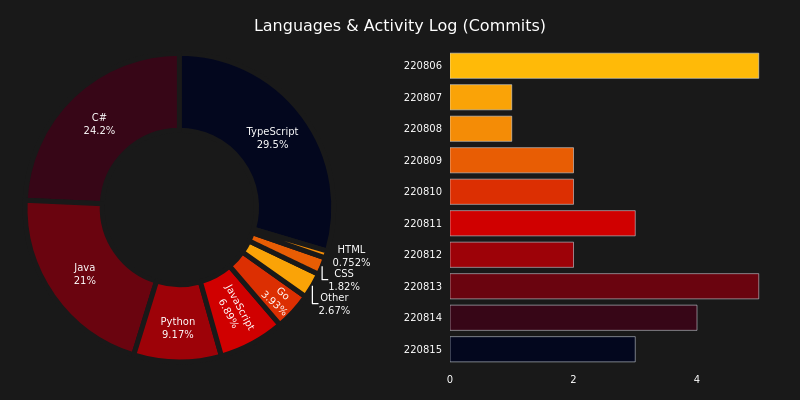 Languages & Activity Log (Commits)
TypeScript
29.5%
C#
24.2%
Java
21%
Python
9.17%
JavaScript
6.89%
Go
3.93%
Other
2.67%
CSS
1.82%
HTML
0.752%
220806
220807
220808
220809
220810
220811
220812
220813
220814
220815
0 2 4